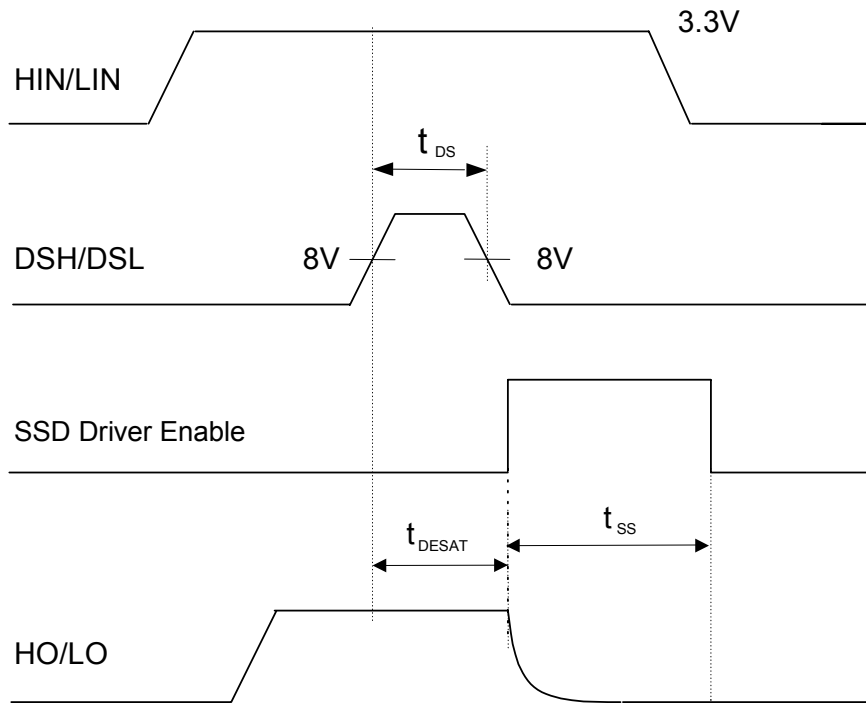 3.3V
HIN/LIN
t DS
DSH/DSL
8V
8V
SSD Driver Enable
t DESAT
t SS
HO/LO